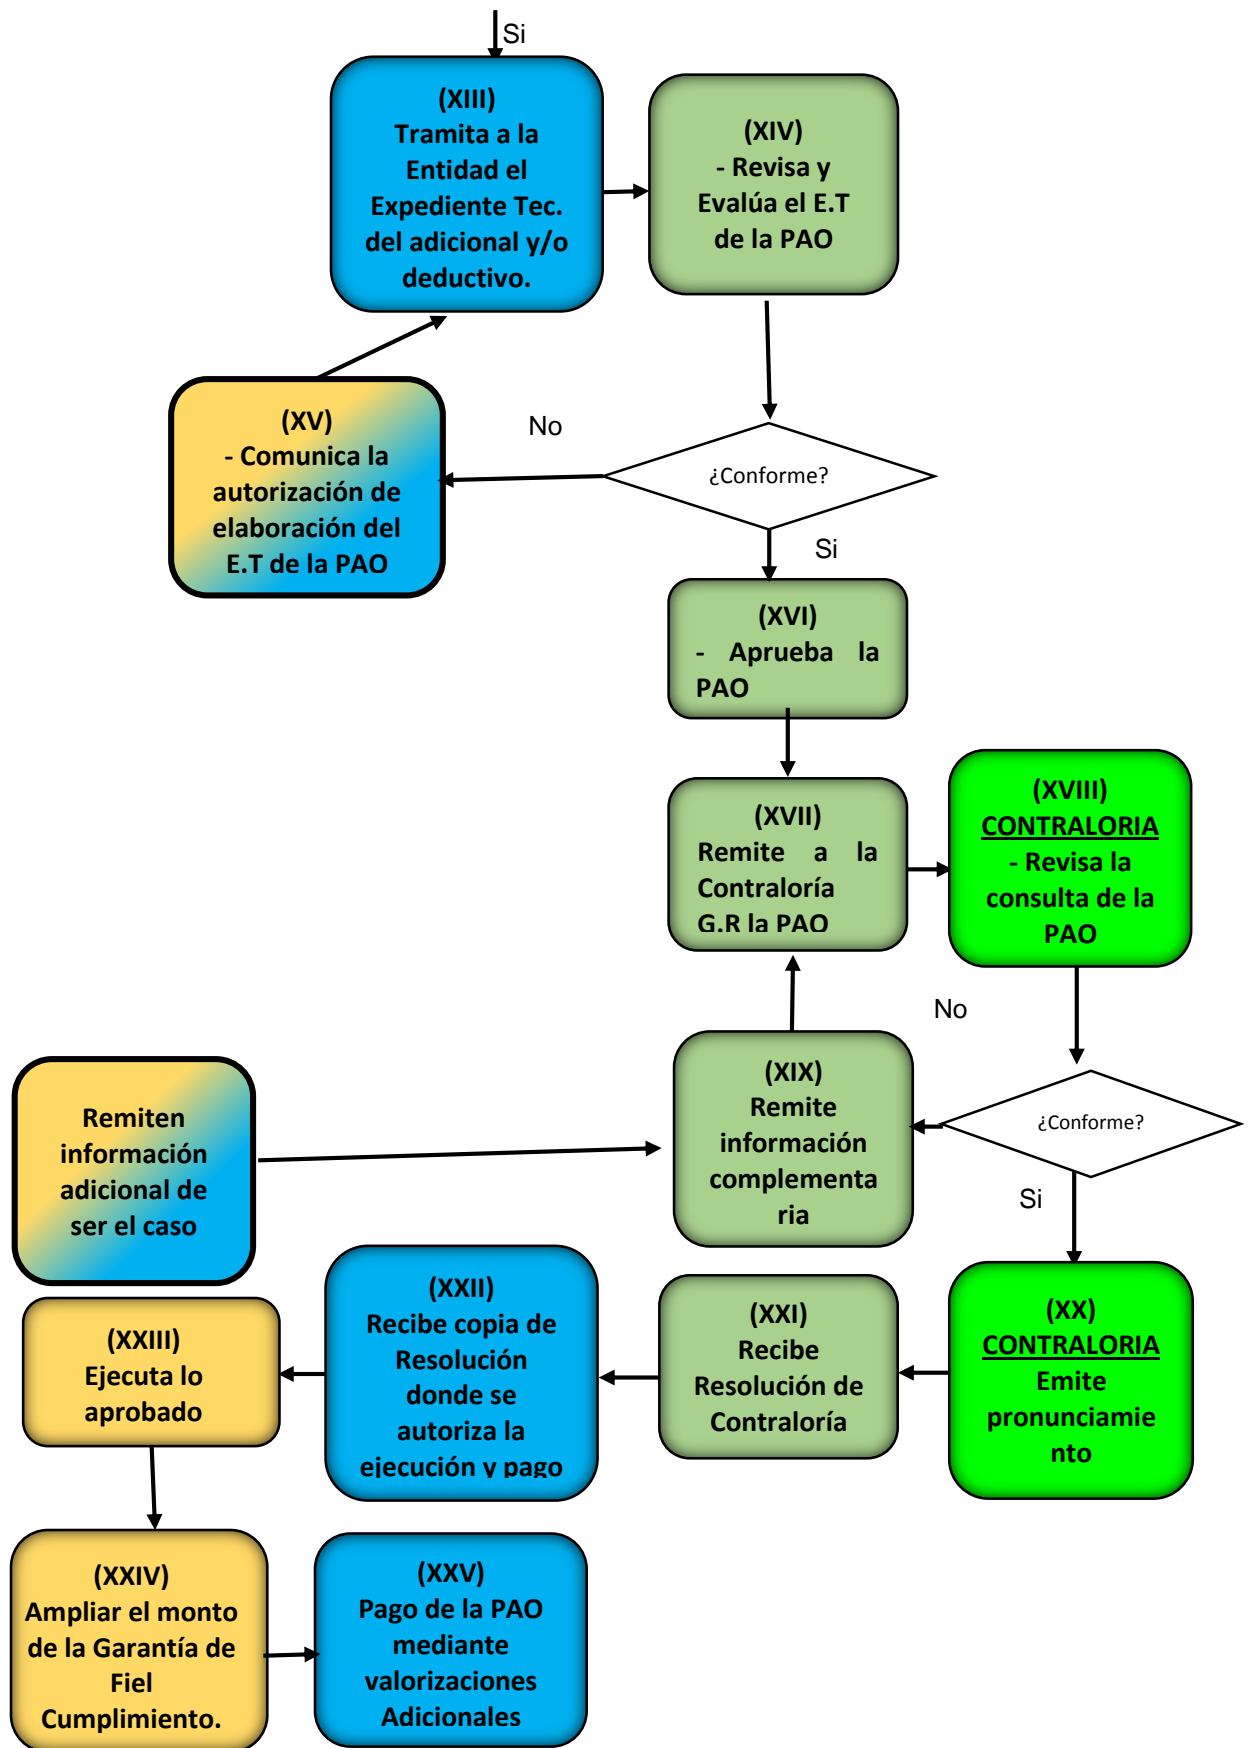 Si
(XIII)
Tramita a la
Entidad el
Expediente Tec.
del adicional y/o
deductivo.
(XIV)
- Revisa y
Evalúa el E.T
de la PAO
(XV)
- Comunica la
autorización de
elaboración del
E.T de la PAO
No
¿Conforme?
Si
(XVI)
- Aprueba la
PAO
(XVII)
Remite a la
Contraloría
G.R la PAO
(XVIII)
CONTRALORIA
- Revisa la
consulta de la
PAO
No
¿Conforme?
Si
(XIX)
Remite
información
complementa
ria
Remiten
información
adicional de
ser el caso
(XX)
CONTRALORIA
Emite
pronunciamie
nto
(XXI)
Recibe
Resolución de
Contraloría
(XXII)
Recibe copia de
Resolución
donde se
autoriza la
ejecución y pago
(XXIII)
Ejecuta lo
aprobado
(XXIV)
Ampliar el monto
de la Garantía de
Fiel
Cumplimiento.
(XXV)
Pago de la PAO
mediante
valorizaciones
Adicionales